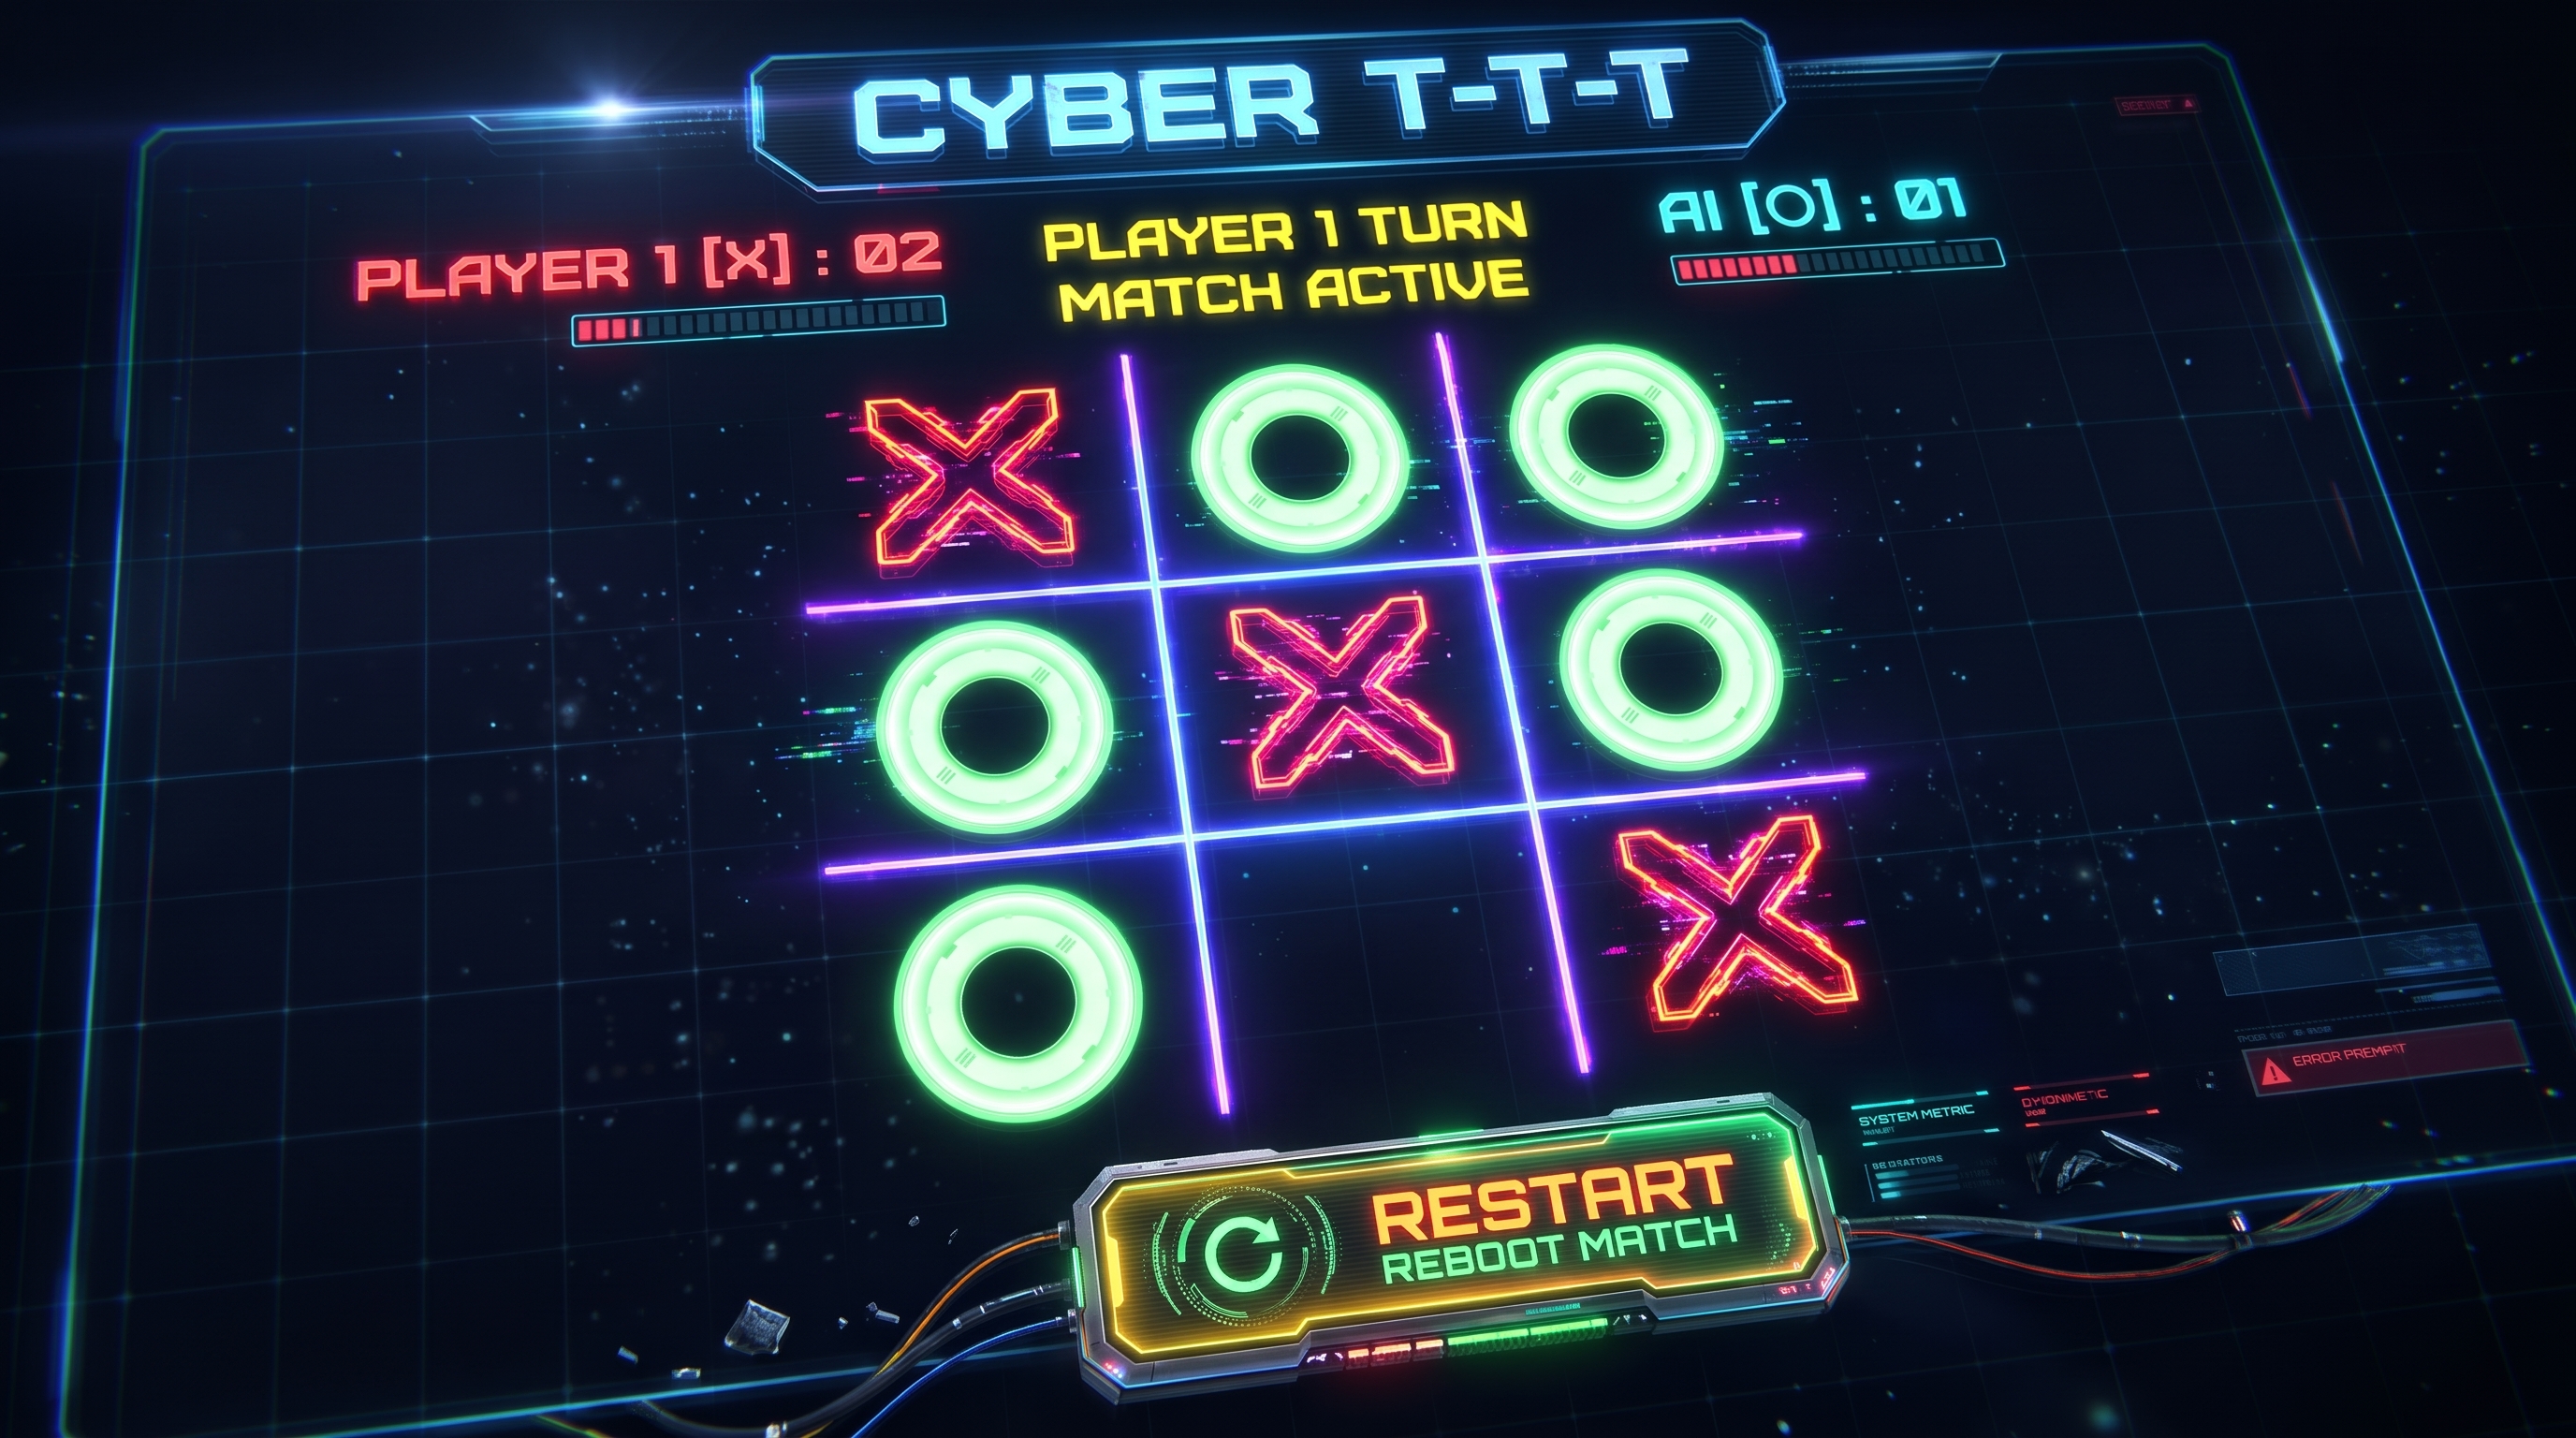 CYBER T-T-T
PLAYER 1 [X] : 02
PLAYER 1 TURN
MATCH ACTIVE
AI [O] : 01
ERROR PREMPIT
SYSTEM METRIC
RESTART
REBOOT MATCH